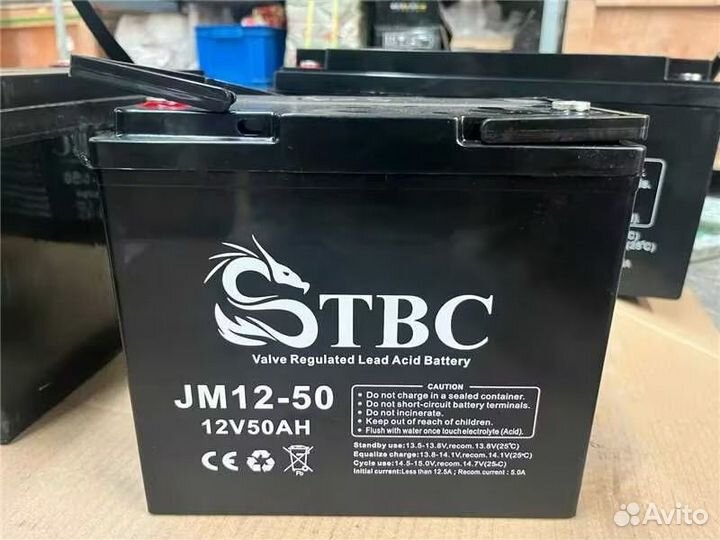 STBC
Valve Regulated Lead Acid Battery
JM12-50
12V50AH
CAUTION
• Do not charge in a sealed container.
• Do not short-circuit battery terminals.
• Do not incinerate.
• Keep out of reach of children.
• Flush with water once touch electrolyte (Acid).
Standby use:13.5-13.8V,recom.13.8V(25℃)
Equalize charge:13.8-14.1V,recom.14.1V(25℃)
Cycle use:14.5-15.0V,recom.14.7V(25℃)
Initial current:Less than 12.5A; Recom.current: 5.0A
CE
Pb
Avito